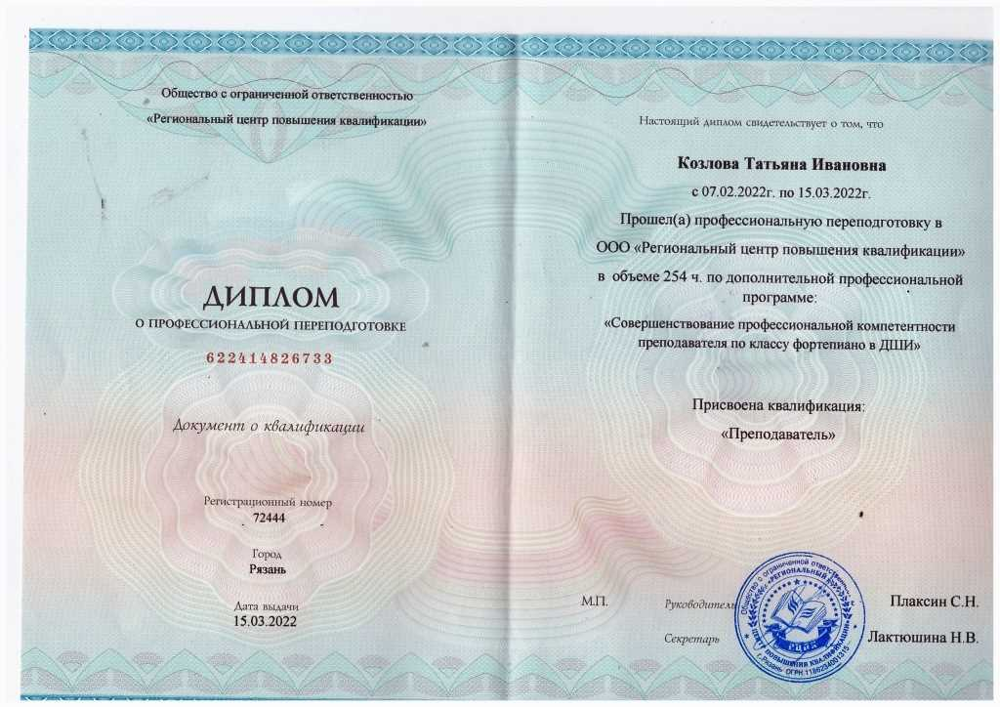 Общество с ограниченной ответственностью
«Региональный центр повышения квалификации»
ДИПЛОМ
О ПРОФЕССИОНАЛЬНОЙ ПЕРЕПОДГОТОВКЕ
622414826733
Документ о квалификации
Регистрационный номер
72444
Город
Рязань
Дата выдачи
15.03.2022
Настоящий диплом свидетельствует о том, что
Козлова Татьяна Ивановна
с 07.02.2022г. по 15.03.2022г.
Прошел(а) профессиональную переподготовку в
ООО «Региональный центр повышения квалификации»
в объеме 254 ч. по дополнительной профессиональной
программе:
«Совершенствование профессиональной компетентности
преподавателя по классу фортепиано в ДШИ»
Присвоена квалификация:
«Преподаватель»
М.П.
Руководитель
Плаксин С.Н.
Секретарь
Лактюшина Н.В.
Общество с ограниченной ответственностью
«РЕГИОНАЛЬНЫЙ
ЦЕНТР ПОВЫШЕНИЯ КВАЛИФИКАЦИИ»
РЦПК
г. Рязань ОГРН 1186234001315